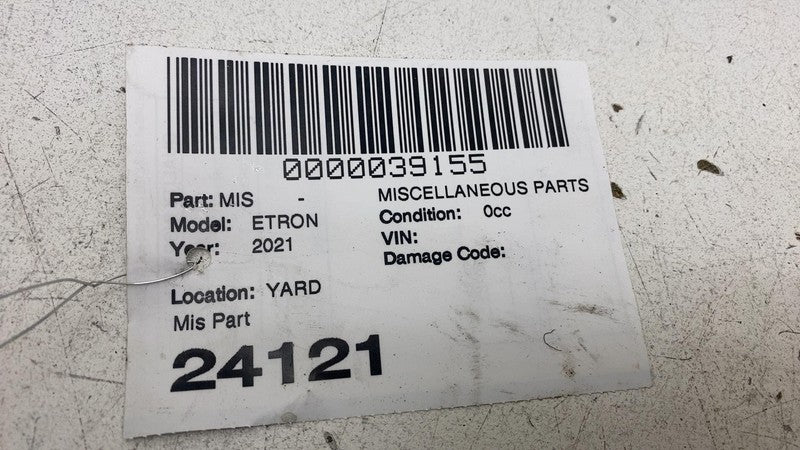 0000039155
Part: MIS - MISCELLANEOUS PARTS
Model: ETRON Condition: 0cc
Year: 2021 VIN:
Damage Code:
Location: YARD
Mis Part
24121